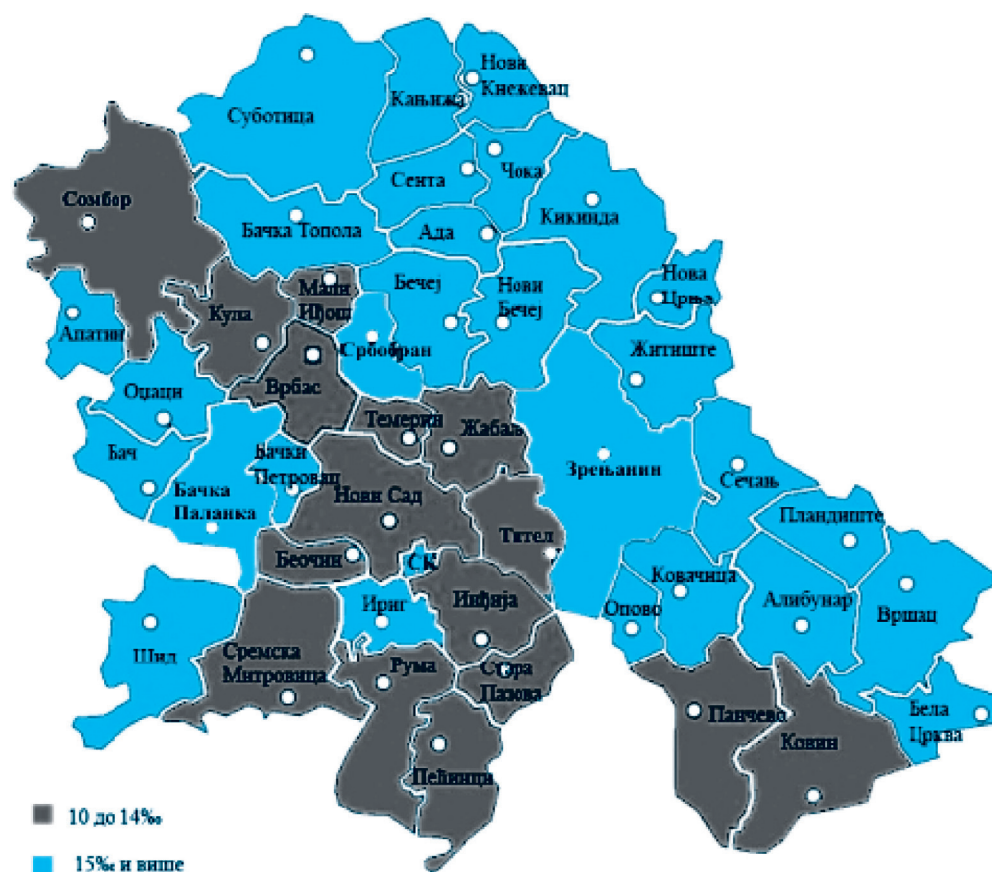 Нова
Кнежевац
Кањижа
Суботица
Чока
Сента
Сомбор
Кикинда
Бачка Топола
Ада
Бечеј
Нови
Бечеј
Нова
Црња
Мали
Иђош
Кула
Апатин
Србобран
Житиште
Врбас
Оџаци
Темерин
Жабаљ
Бач
Бачки
Петровац
Зрењанин
Сечањ
Бачка
Паланка
Нови Сад
Пландиште
Тител
Беочин
СК
Ковачица
Алибунар
Вршац
Ириг
Инђија
Опово
Шид
Сремска
Митровица
Рума
Стара
Пазова
Бела
Црква
Панчево
Ковин
Пећинци
10 до 14‰
15‰ и више